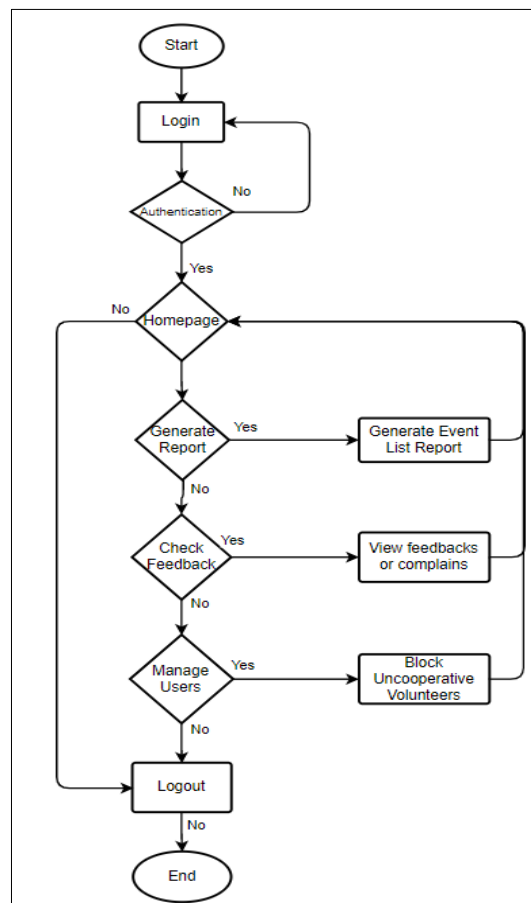 Start
Login
No
Authentication
Yes
No
Homepage
Generate
Report
Yes
Generate Event
List Report
No
Check
Feedback
Yes
View feedbacks
or complains
No
Manage
Users
Yes
Block
Uncooperative
Volunteers
No
Logout
No
End